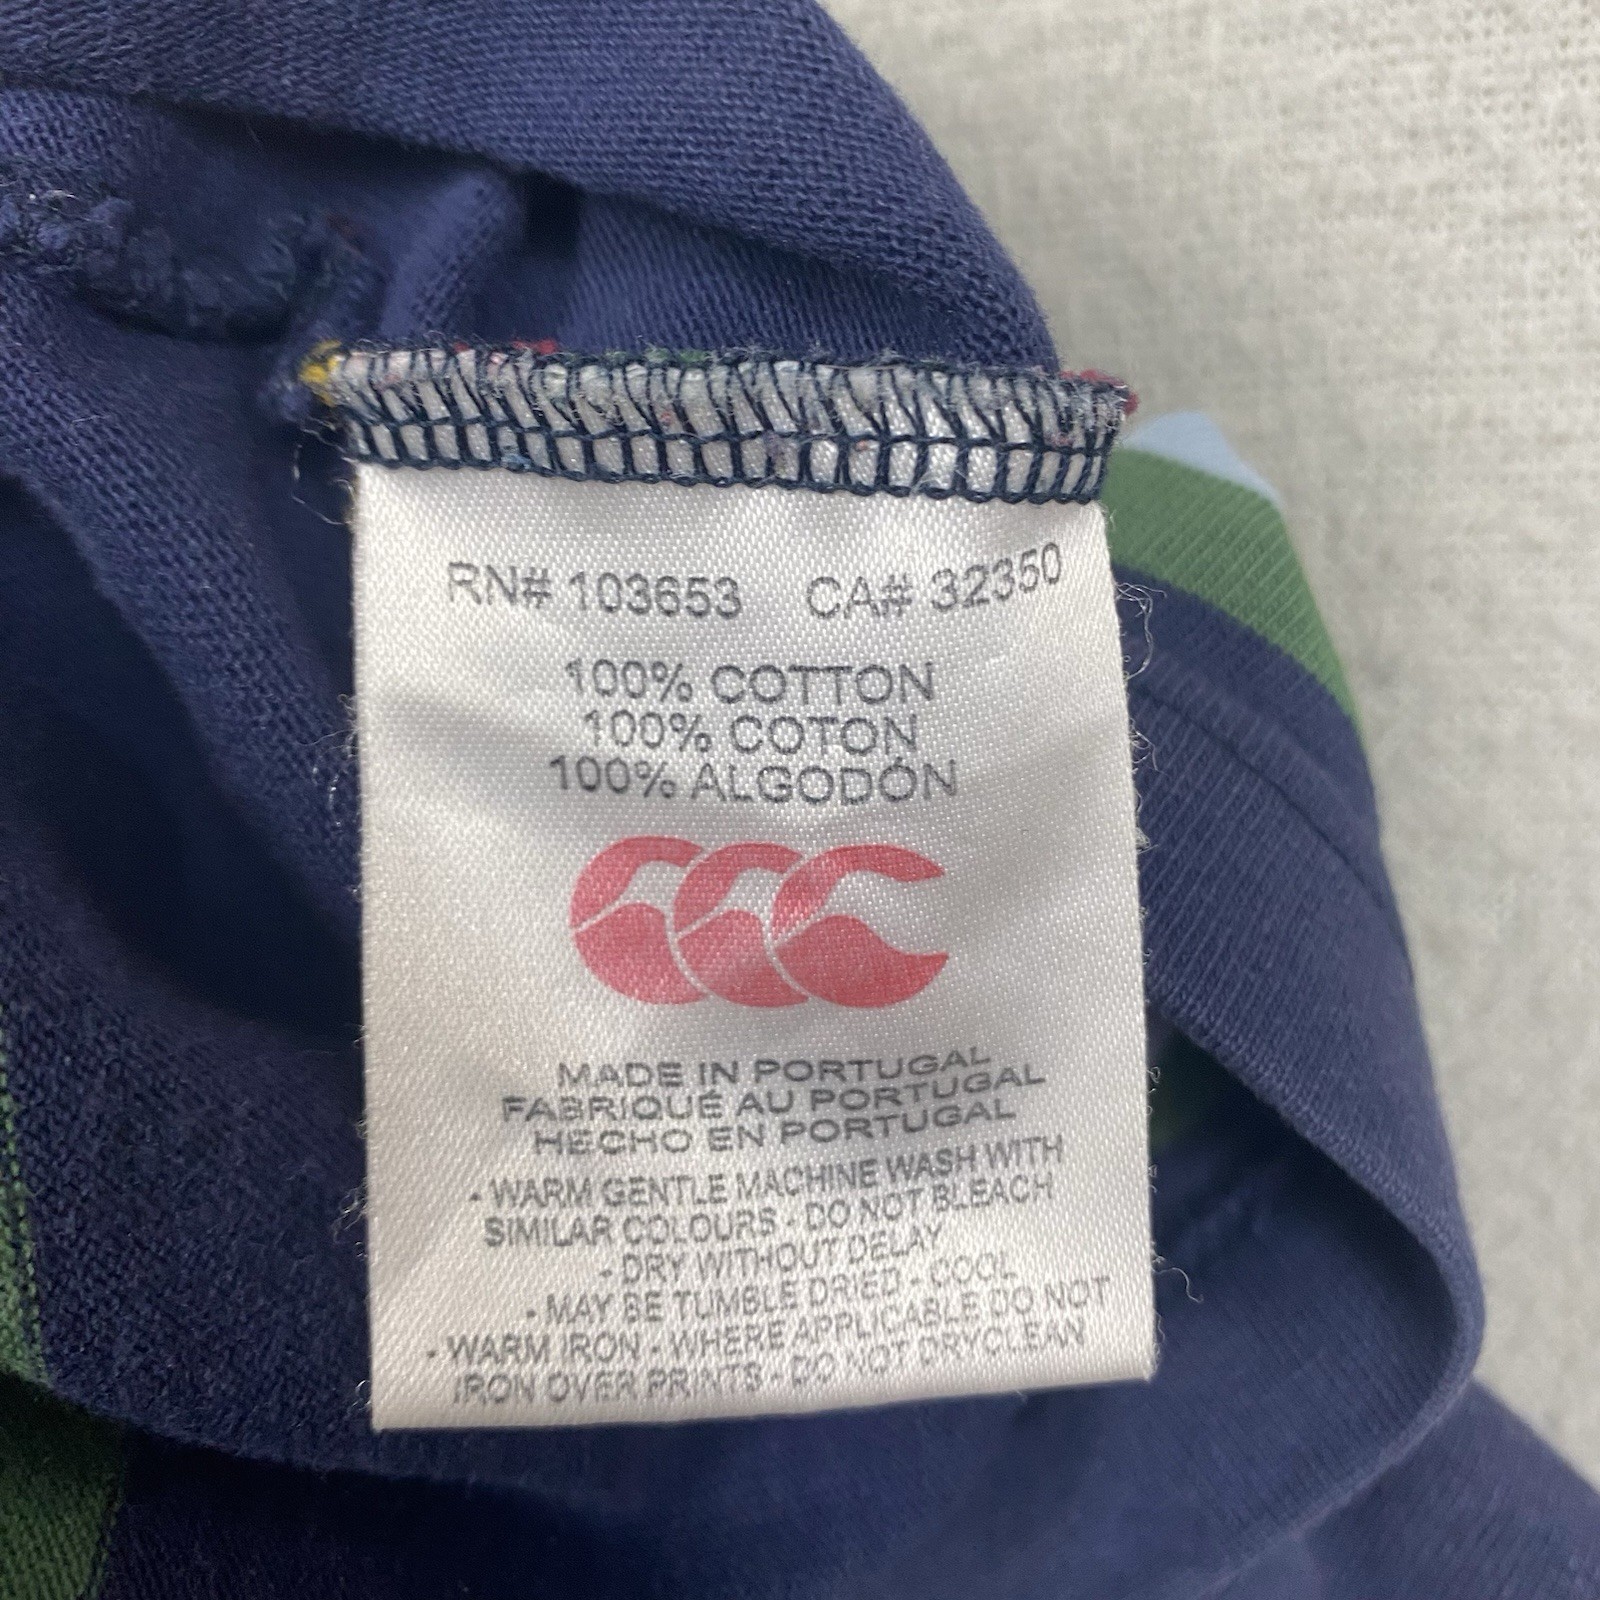 RN# 103653 CA# 32350
100% COTTON
100% COTON
100% ALGODÓN
CCC
MADE IN PORTUGAL
FABRIQUÉ AU PORTUGAL
HECHO EN PORTUGAL
- WARM GENTLE MACHINE WASH WITH
SIMILAR COLOURS - DO NOT BLEACH
- DRY WITHOUT DELAY
- MAY BE TUMBLE DRIED - COOL
- WARM IRON - WHERE APPLICABLE DO NOT
IRON OVER PRINTS - DO NOT DRYCLEAN